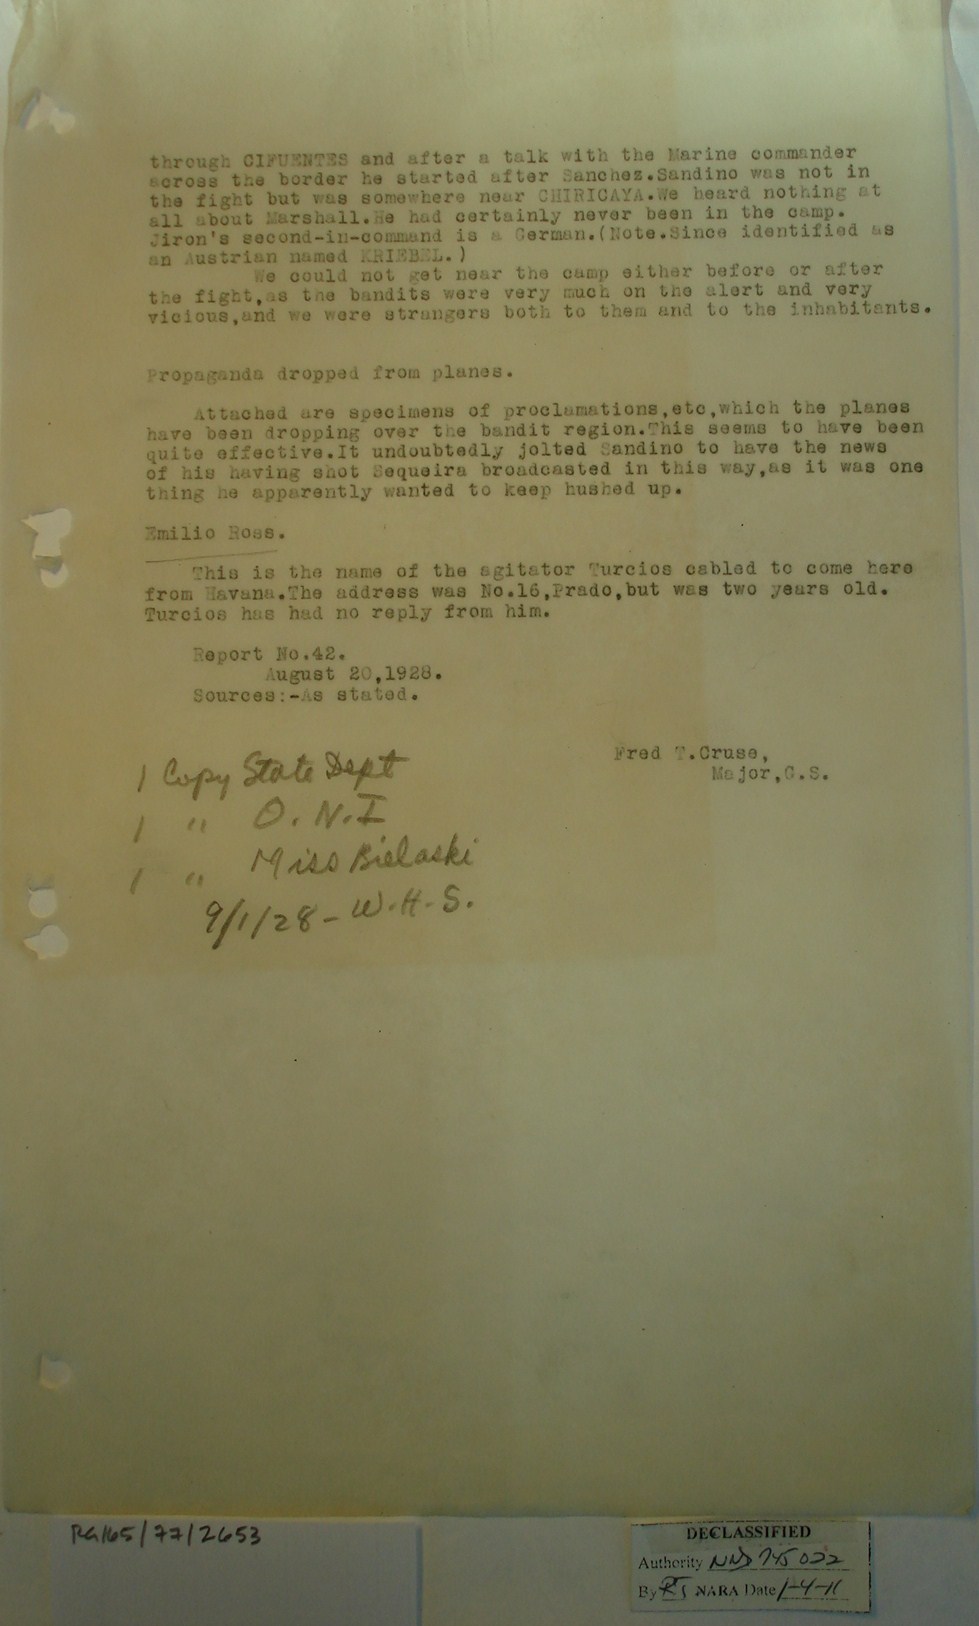 through CIFUENTES and after a talk with the Marine commander
across the border he started after Sanchez.Sandino was not in
the fight but was somewhere near CHIRICAYA.We heard nothing at
all about Marshall.He had certainly never been in the camp.
Jiron's second-in-command is a German.(Note.Since identified as
an Austrian named KRIEBEL.)
We could not get near the camp either before or after
the fight,as the bandits were very much on the alert and very
vicious,and we were strangers both to them and to the inhabitants.
Propaganda dropped from planes.
Attached are specimens of proclamations,etc,which the planes
have been dropping over the bandit region.This seems to have been
quite effective.It undoubtedly jolted Sandino to have the news
of his having shot Sequeira broadcasted in this way,as it was one
thing he apparently wanted to keep hushed up.
Emilio Ross.
This is the name of the agitator Turcios cabled to come here
from Havana.The address was No.16,Prado,but was two years old.
Turcios has had no reply from him.
Report No.42.
August 20,1928.
Sources:-As stated.
Fred T.Cruse,
Major,G.S.
1 Copy State Dept
1 " O.N.I
1 " Miss Bielaski
9/1/28-W.H.S.
RG165/77/2653
DECLASSIFIED
Authority NND 745022
By RJ NARA Date 1-4-11